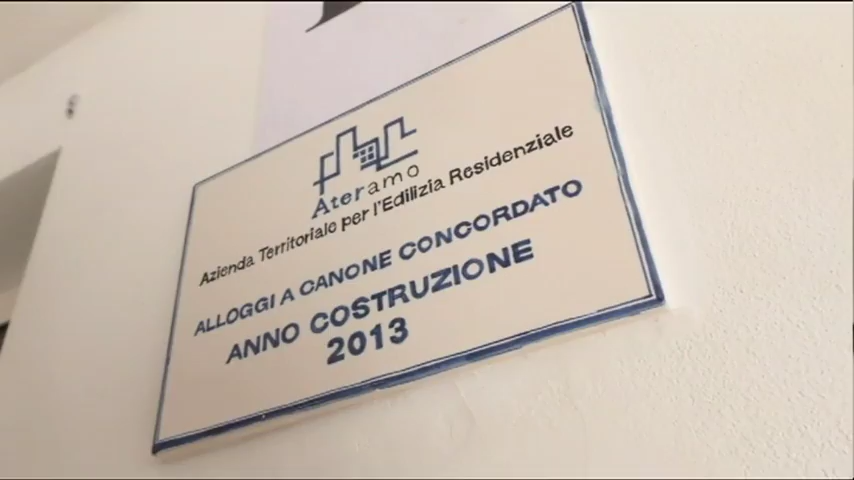 Ateramo
Azienda Territoriale per l'Edilizia Residenziale
ALLOGGI A CANONE CONCORDATO
ANNO COSTRUZIONE
2013